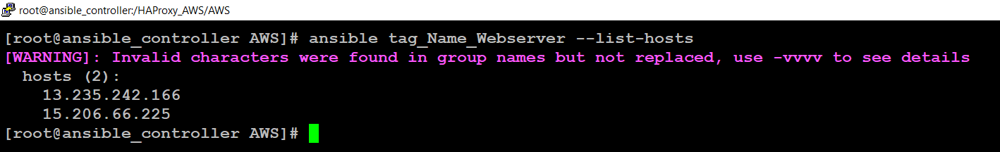 root@ansible_controller:/HAProxy_AWS/AWS
[root@ansible_controller AWS]# ansible tag_Name_Webserver --list-hosts
[WARNING]: Invalid characters were found in group names but not replaced, use -vvvv to see details
  hosts (2):
    13.235.242.166
    15.206.66.225
[root@ansible_controller AWS]#